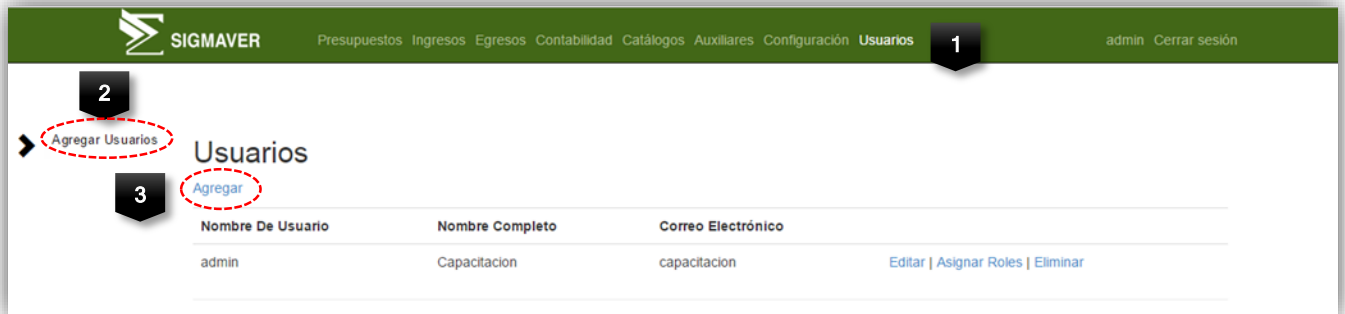 SIGMAVER Presupuestos Ingresos Egresos Contabilidad Catálogos Auxiliares Configuración Usuarios 1 admin Cerrar sesión
2
Agregar Usuarios
Usuarios
3
Agregar
Nombre De Usuario Nombre Completo Correo Electrónico
admin Capacitacion capacitacion Editar | Asignar Roles | Eliminar